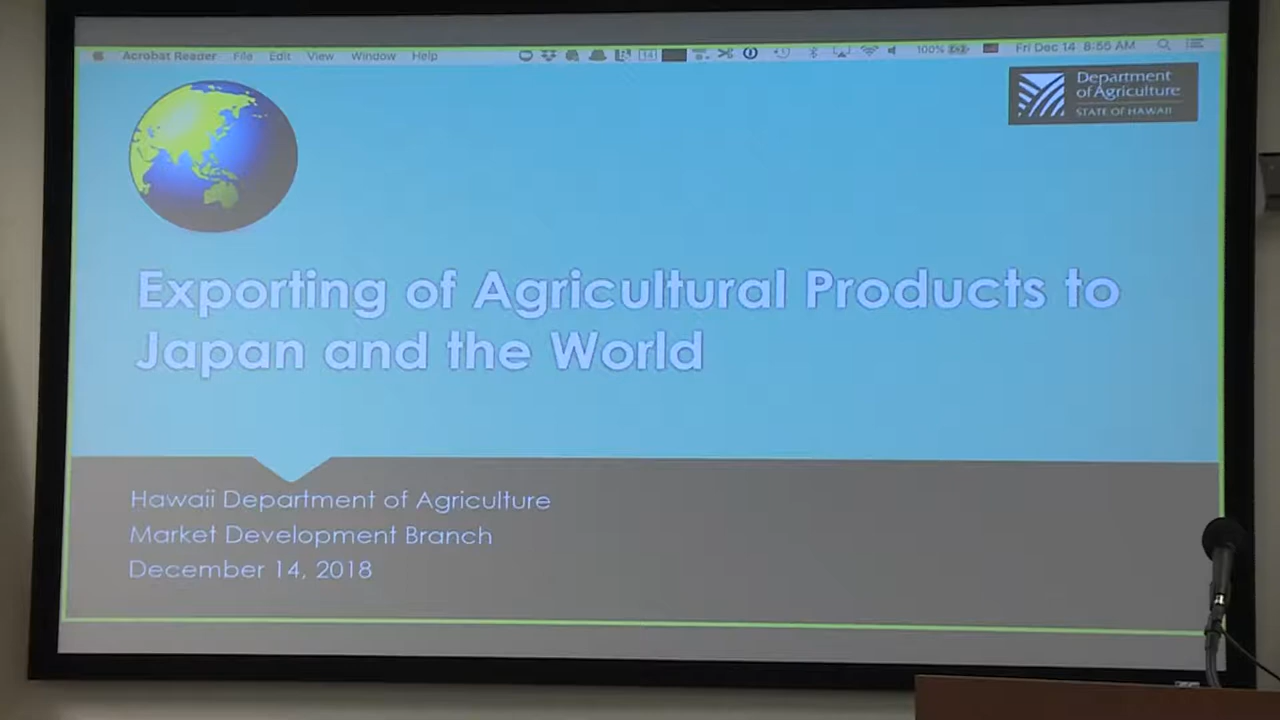 Acrobat Reader File Edit View Window Help 14 100% Fri Dec 14 8:56 AM
Department
of Agriculture
STATE OF HAWAII
Exporting of Agricultural Products to
Japan and the World
Hawaii Department of Agriculture
Market Development Branch
December 14, 2018